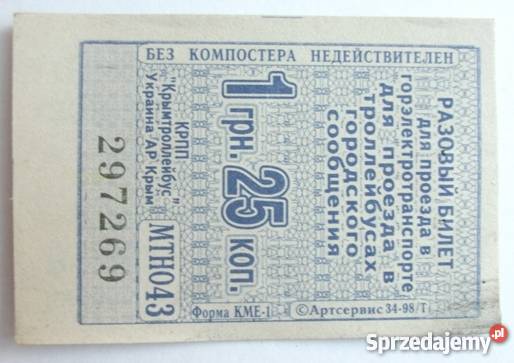 БЕЗ КОМПОСТЕРА НЕДЕЙСТВИТЕЛЕН
РАЗОВЫЙ БИЛЕТ
для проезда в
горэлектротранспорте
для проезда в
троллейбусах
городского
сообщения
1 грн. 25 коп.
КРПП
"Крымтроллейбус"
Украина АР Крым
МТН043
297269
Форма КМЕ-1
©Артсервис 34-98/Т
Sprzedajemy.pl